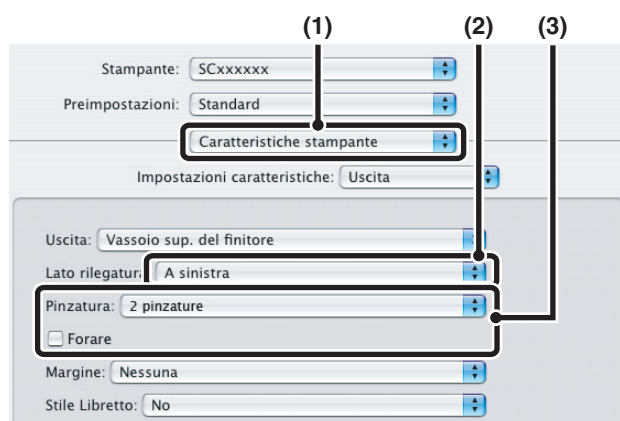 (1) (2) (3)
Stampante: SCxxxxxx
Preimpostazioni: Standard
Caratteristiche stampante
Impostazioni caratteristiche: Uscita
Uscita: Vassoio sup. del finitore
Lato rilegatura: A sinistra
Pinzatura: 2 pinzature
Forare
Margine: Nessuna
Stile Libretto: No